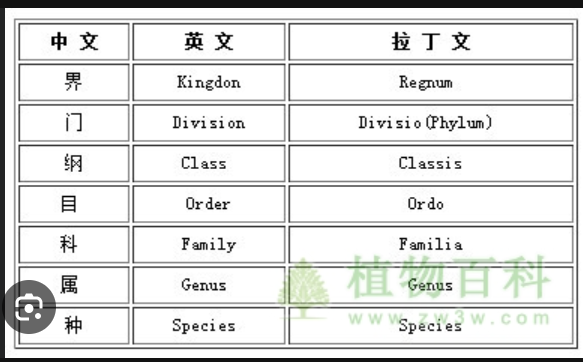 中 文 英 文 拉 丁 文
界 Kingdon Regnum
门 Division Divisio(Phylum)
纲 Class Classis
目 Order Ordo
科 Family Familia
属 Genus Genus
种 Species Species
植物百科
www.zw3w.com